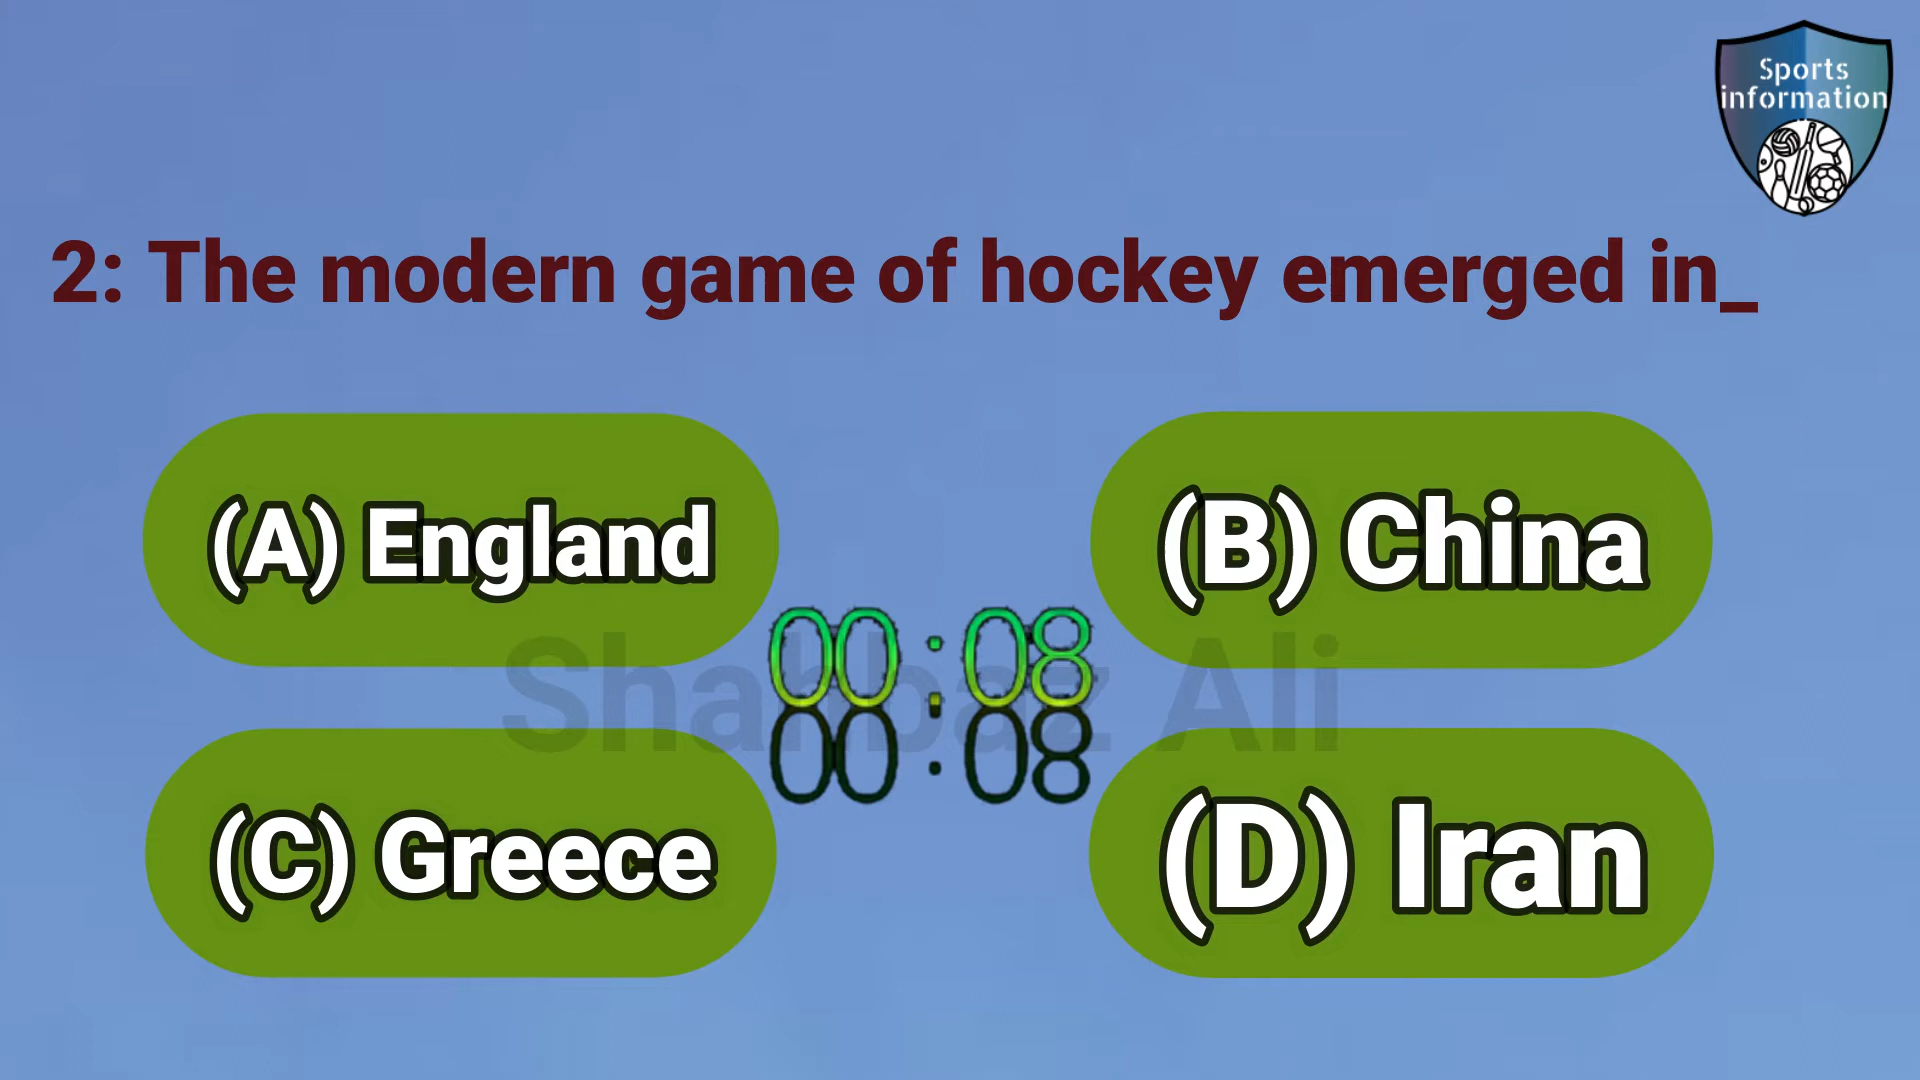 Sports
information
2: The modern game of hockey emerged in_
(A) England
(B) China
00:08
00:08
Shahbaz Ali
(C) Greece
(D) Iran